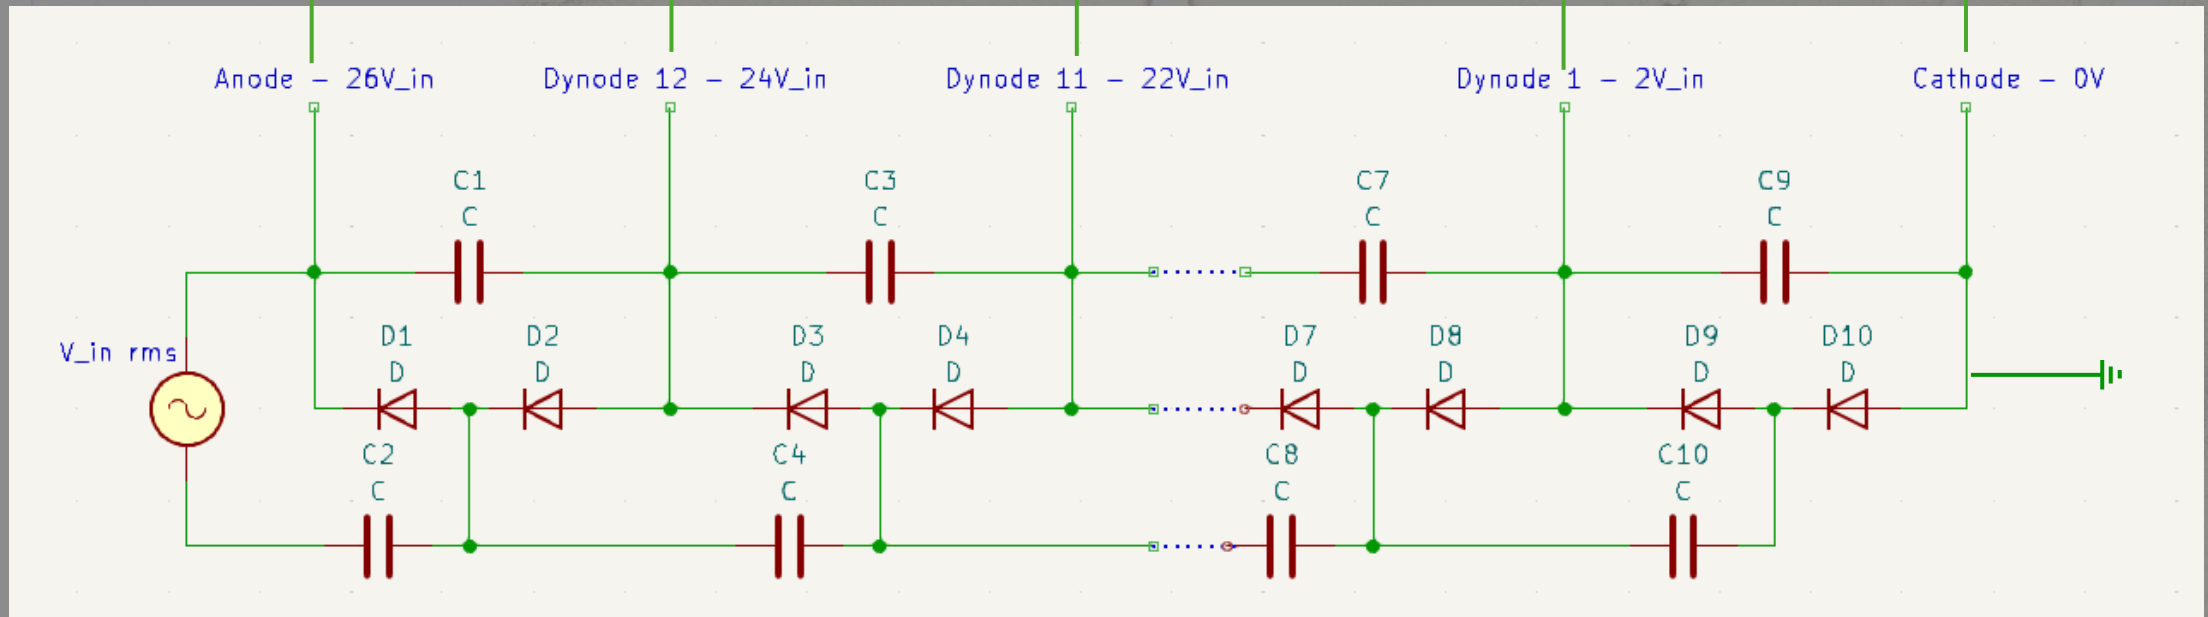 Anode - 26V_in
Dynode 12 - 24V_in
Dynode 11 - 22V_in
Dynode 1 - 2V_in
Cathode - 0V
C1
C
C3
C
C7
C
C9
C
V_in rms
D1
D
D2
D
D3
D
D4
D
D7
D
D8
D
D9
D
D10
D
C2
C
C4
C
C8
C
C10
C